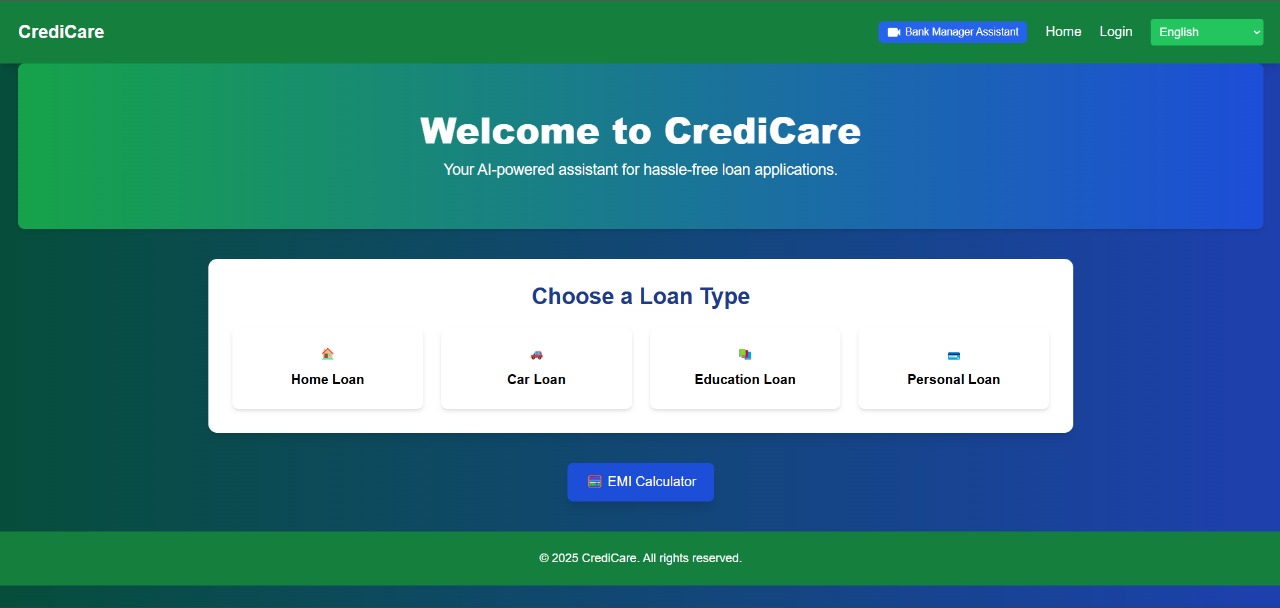 CrediCare
Bank Manager Assistant
Home
Login
English
Welcome to CrediCare
Your AI-powered assistant for hassle-free loan applications.
Choose a Loan Type
Home Loan
Car Loan
Education Loan
Personal Loan
EMI Calculator
© 2025 CrediCare. All rights reserved.